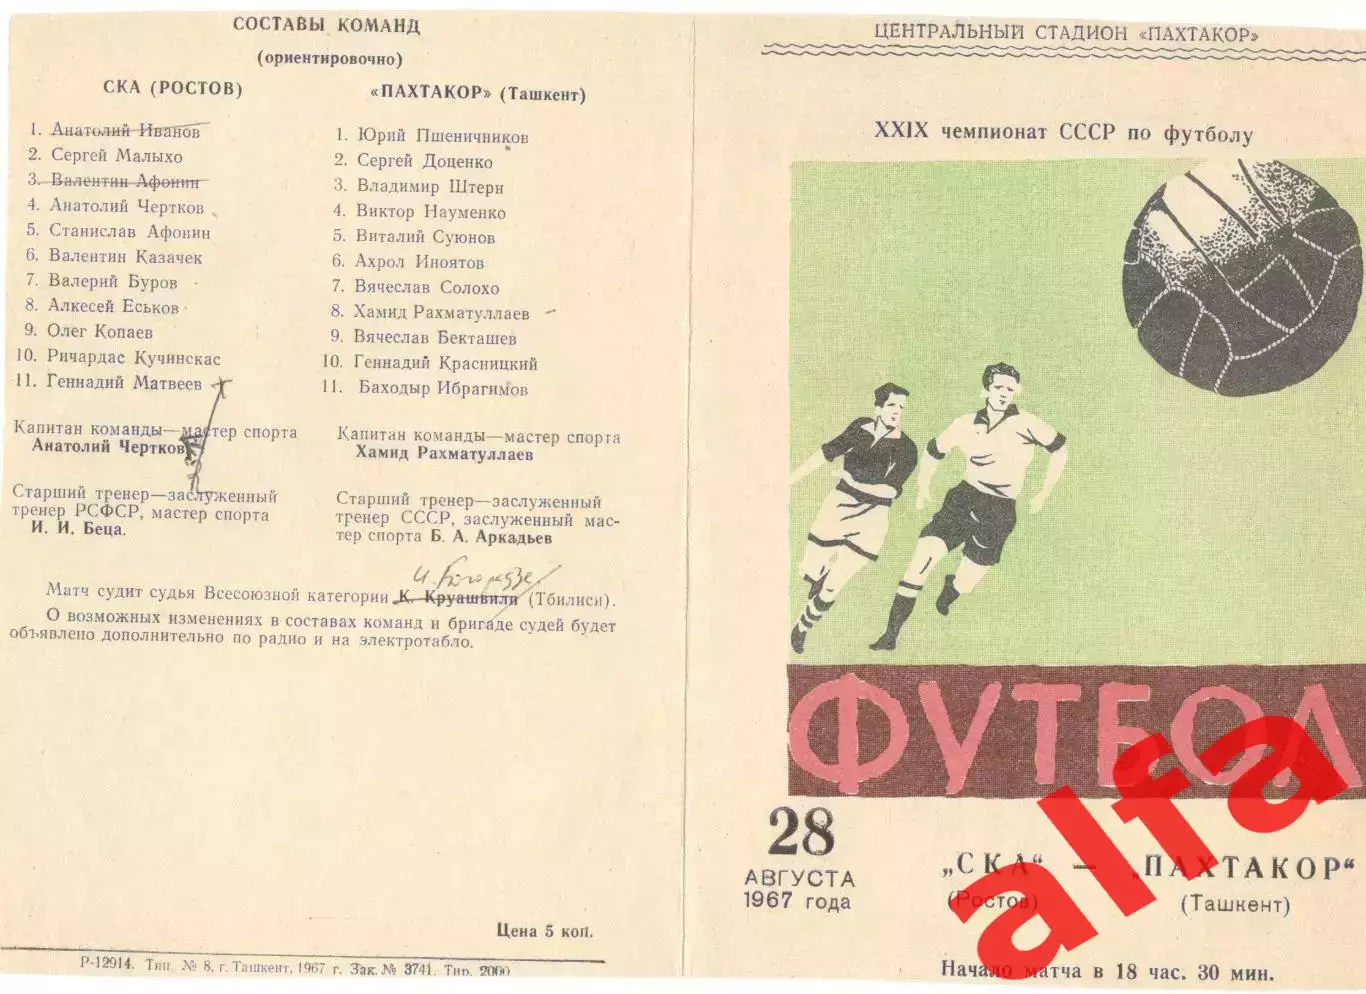 СОСТАВЫ КОМАНД
(ориентировочно)
СКА (РОСТОВ)
1. Анатолий Иванов
2. Сергей Малыхо
3. Валентин Афонин
4. Анатолий Чертков
5. Станислав Афонин
6. Валентин Казачек
7. Валерий Буров
8. Алкесей Еськов
9. Олег Копаев
10. Ричардас Кучинскас
11. Геннадий Матвеев
Капитан команды—мастер спорта
Анатолий Чертков
Старший тренер—заслуженный
тренер РСФСР, мастер спорта
И. И. Беца.
«ПАХТАКОР» (Ташкент)
1. Юрий Пшеничников
2. Сергей Доценко
3. Владимир Штерн
4. Виктор Науменко
5. Виталий Суюнов
6. Ахрол Иноятов
7. Вячеслав Солохо
8. Хамид Рахматуллаев
9. Вячеслав Бекташев
10. Геннадий Красницкий
11. Баходыр Ибрагимов
Капитан команды—мастер спорта
Хамид Рахматуллаев
Старший тренер—заслуженный
тренер СССР, заслуженный мас-
тер спорта Б. А. Аркадьев
Матч судит судья Всесоюзной категории К. Круашвили (Тбилиси).
О возможных изменениях в составах команд и бригаде судей будет
объявлено дополнительно по радио и на электротабло.
Цена 5 коп.
Р-12914. Тип. № 8, г. Ташкент, 1967 г. Зак. № 3741. Тир. 2000
ЦЕНТРАЛЬНЫЙ СТАДИОН «ПАХТАКОР»
XXIX чемпионат СССР по футболу
ФУТБОЛ
28
АВГУСТА
1967 года
„СКА“ — „ПАХТАКОР“
(Ростов) (Ташкент)
Начало матча в 18 час. 30 мин.
alfa